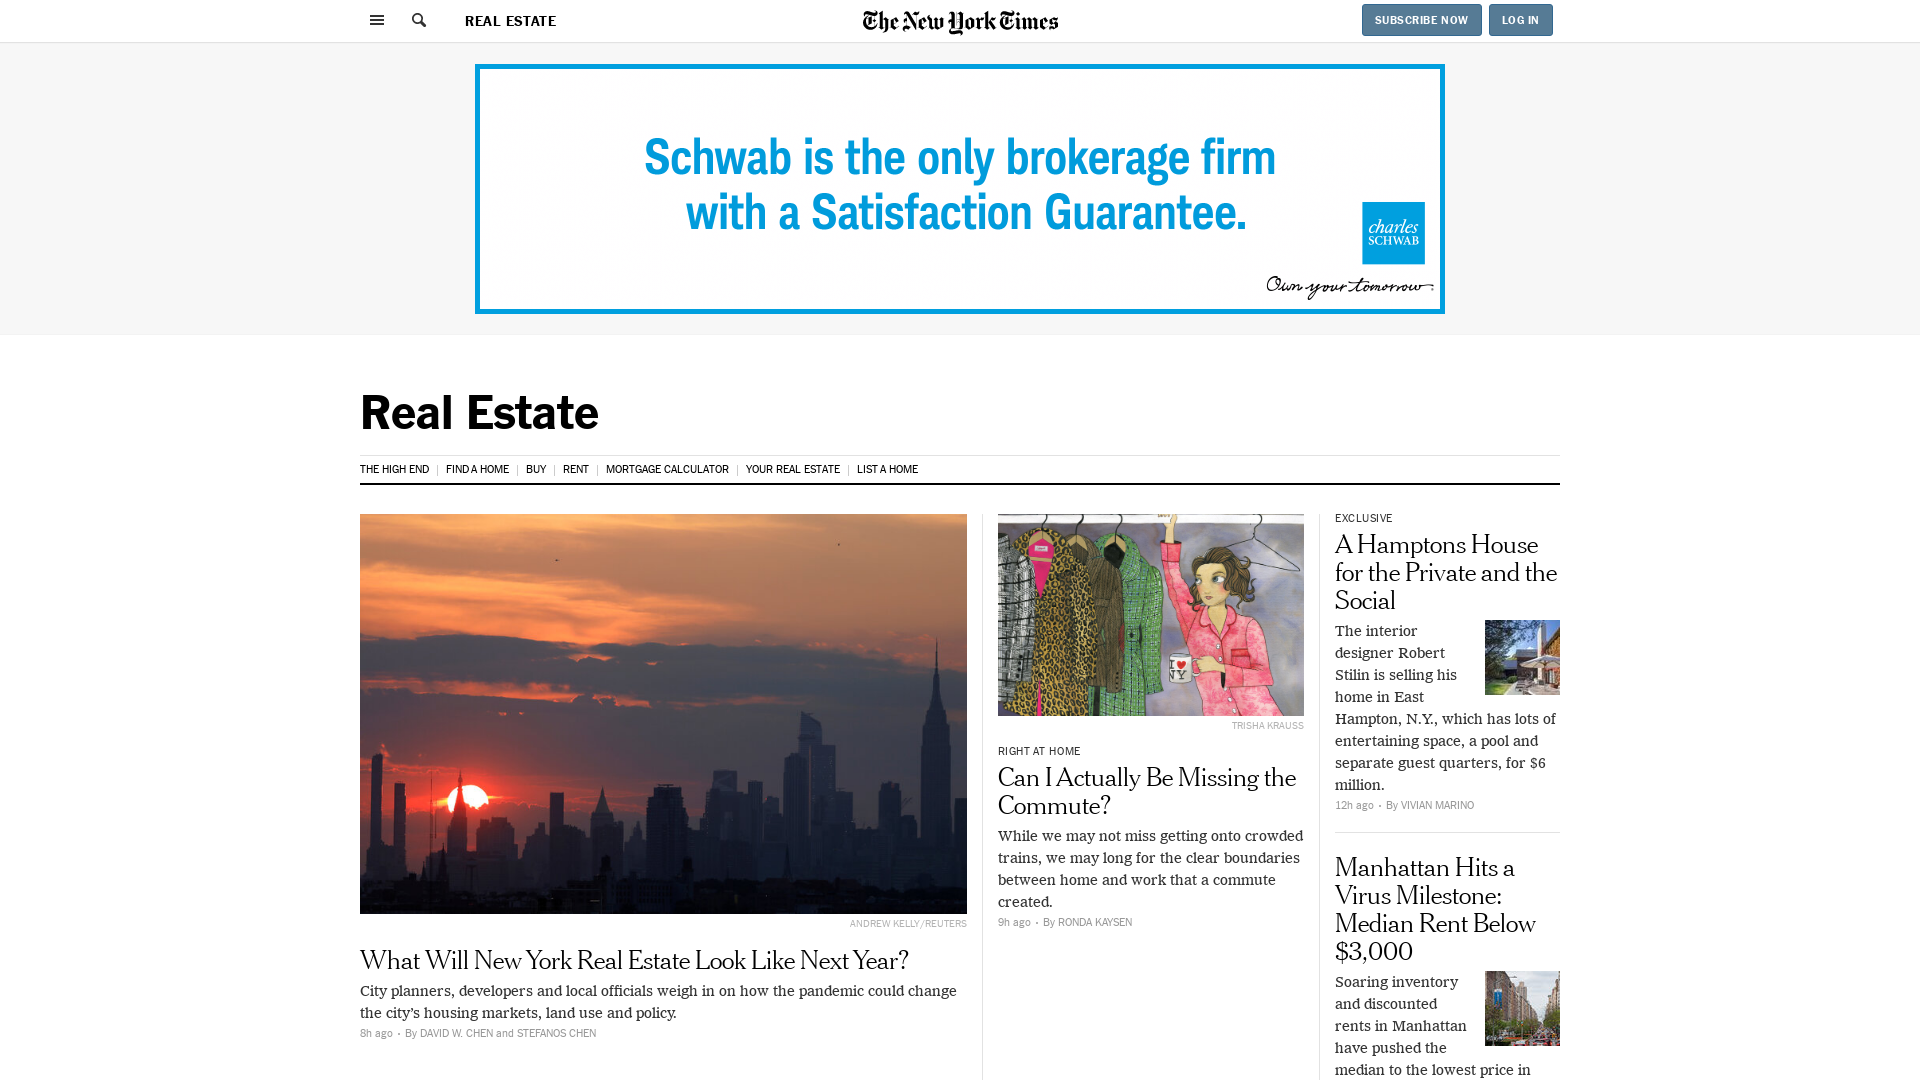 REAL ESTATE
The New York Times
SUBSCRIBE NOW
LOG IN
Schwab is the only brokerage firm
with a Satisfaction Guarantee.
charles
SCHWAB
Own your tomorrow.
Real Estate
THE HIGH END
FIND A HOME
BUY
RENT
MORTGAGE CALCULATOR
YOUR REAL ESTATE
LIST A HOME
ANDREW KELLY/REUTERS
What Will New York Real Estate Look Like Next Year?
City planners, developers and local officials weigh in on how the pandemic could change
the city’s housing markets, land use and policy.
8h ago • By DAVID W. CHEN and STEFANOS CHEN
I ♥
NY
TRISHA KRAUSS
RIGHT AT HOME
Can I Actually Be Missing the
Commute?
While we may not miss getting onto crowded
trains, we may long for the clear boundaries
between home and work that a commute
created.
9h ago • By RONDA KAYSEN
EXCLUSIVE
A Hamptons House
for the Private and the
Social
The interior
designer Robert
Stilin is selling his
home in East
Hampton, N.Y., which has lots of
entertaining space, a pool and
separate guest quarters, for $6
million.
12h ago • By VIVIAN MARINO
Manhattan Hits a
Virus Milestone:
Median Rent Below
$3,000
Soaring inventory
and discounted
rents in Manhattan
have pushed the
median to the lowest price in